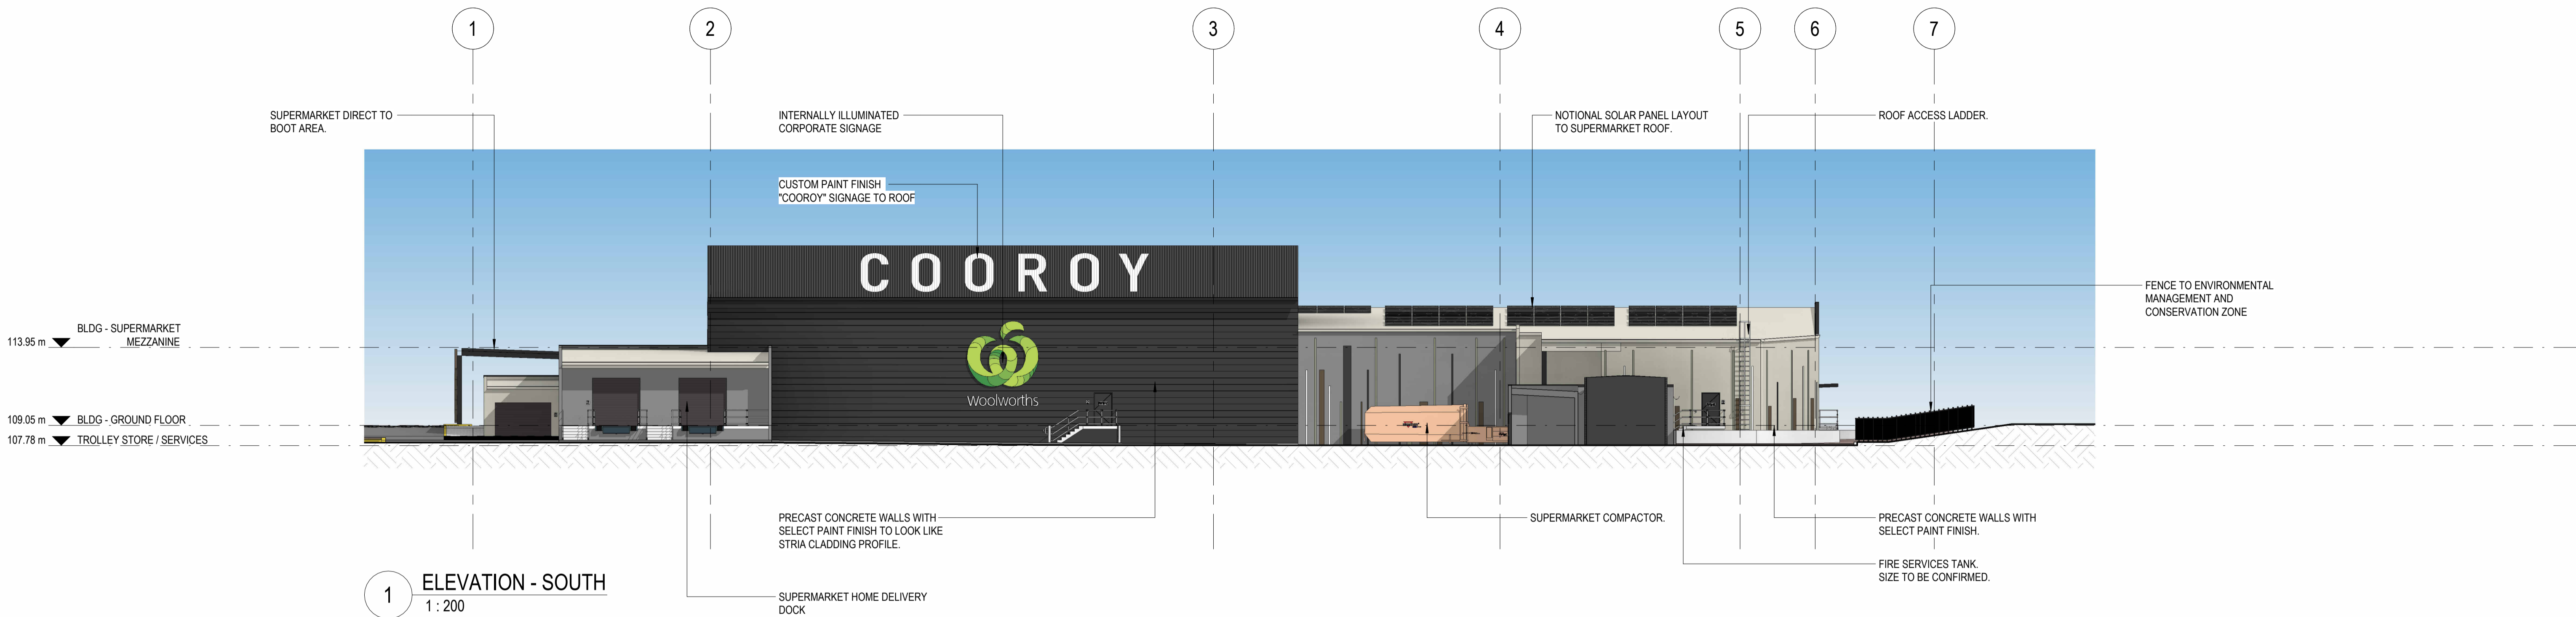 1
2
3
4
5
6
7
SUPERMARKET DIRECT TO
BOOT AREA.
INTERNALLY ILLUMINATED
CORPORATE SIGNAGE
NOTIONAL SOLAR PANEL LAYOUT
TO SUPERMARKET ROOF.
ROOF ACCESS LADDER.
CUSTOM PAINT FINISH
"COOROY" SIGNAGE TO ROOF
COOROY
FENCE TO ENVIRONMENTAL
MANAGEMENT AND
CONSERVATION ZONE
BLDG - SUPERMARKET
MEZZANINE
113.95 m
Woolworths
109.05 m
BLDG - GROUND FLOOR
107.78 m
TROLLEY STORE / SERVICES
PRECAST CONCRETE WALLS WITH
SELECT PAINT FINISH TO LOOK LIKE
STRIA CLADDING PROFILE.
SUPERMARKET COMPACTOR.
PRECAST CONCRETE WALLS WITH
SELECT PAINT FINISH.
FIRE SERVICES TANK.
SIZE TO BE CONFIRMED.
1
ELEVATION - SOUTH
1 : 200
SUPERMARKET HOME DELIVERY
DOCK